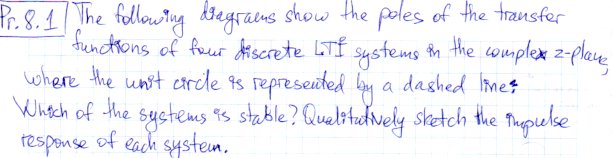 Pr. 8.1 The following diagrams show the poles of the transfer
functions of four discrete LTI systems in the complex z-plane,
where the unit circle is represented by a dashed line:
Which of the systems is stable? Qualitatively sketch the impulse
response of each system.